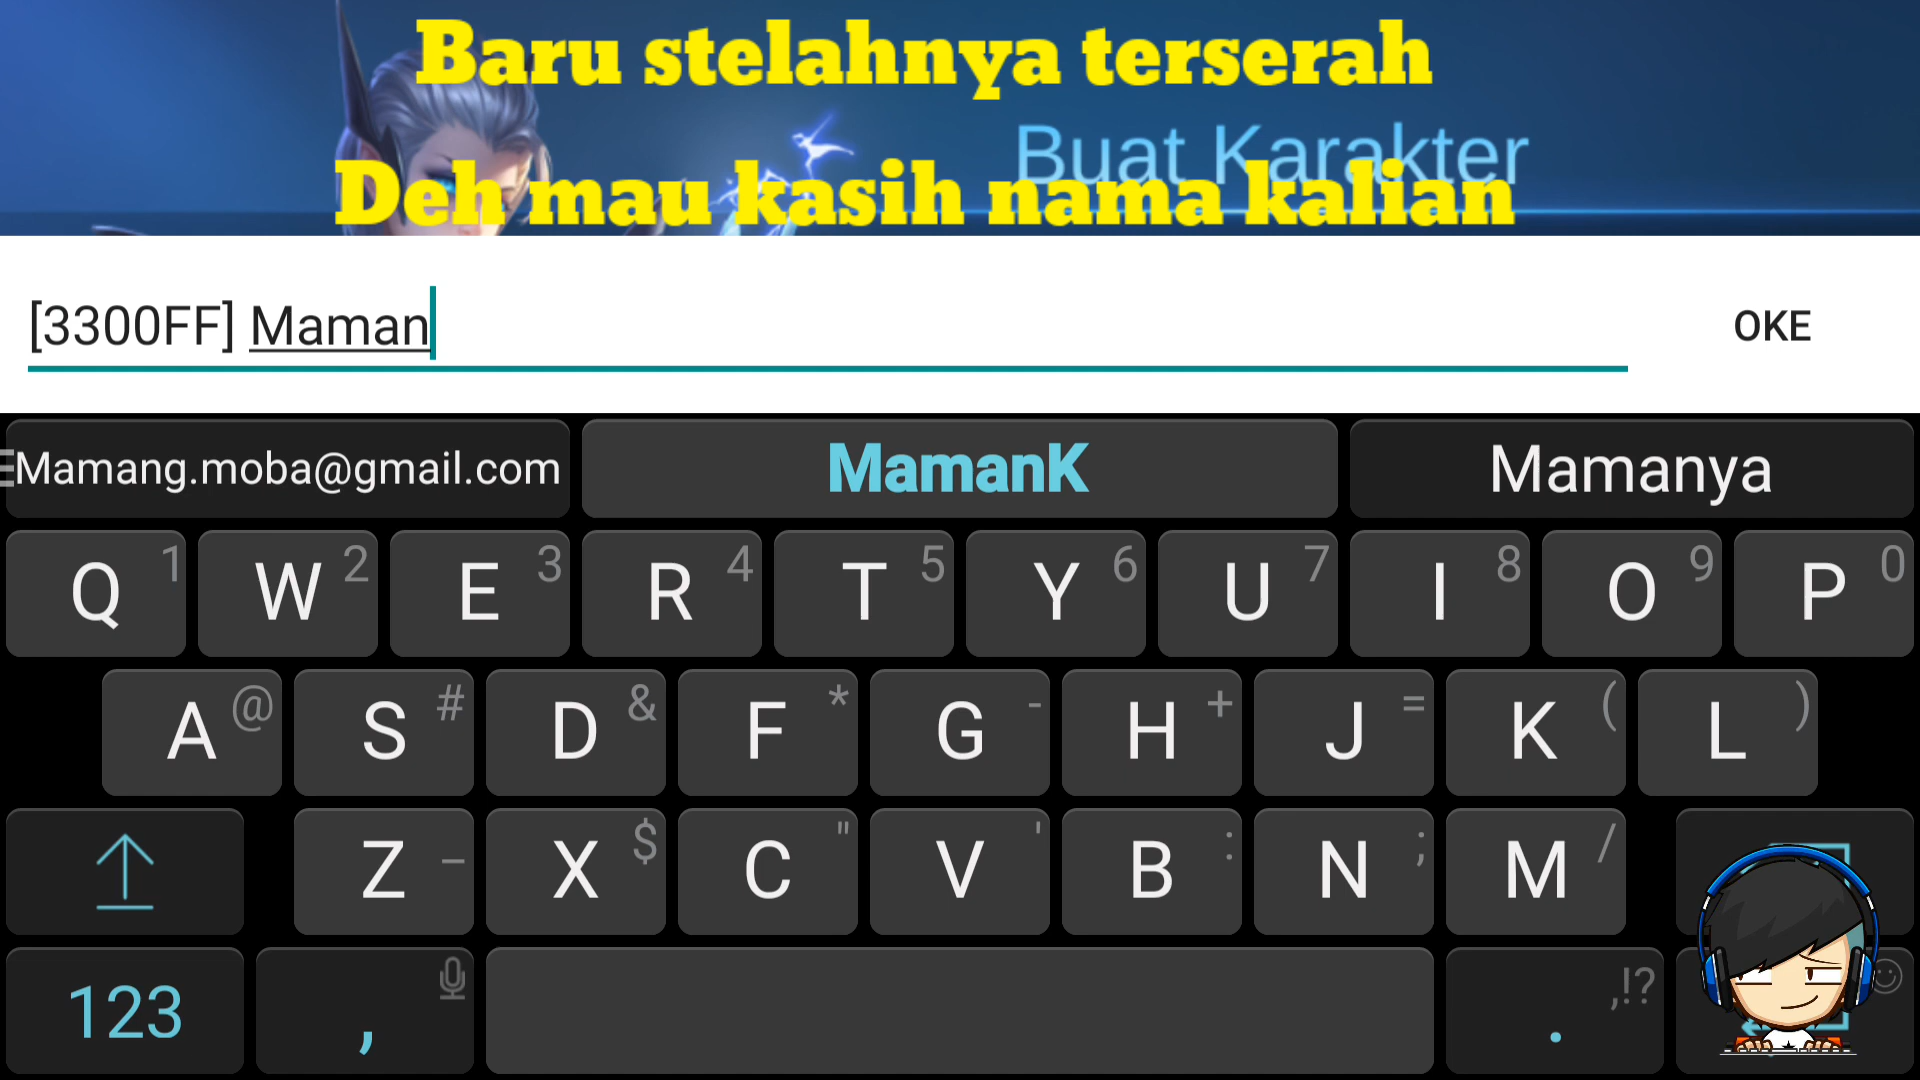 Baru stelahnya terserah
Buat Karakter
Deh mau kasih nama kalian
[3300FF] Maman
OKE
Mamang.moba@gmail.com MamanK Mamanya
Q 1 W 2 E 3 R 4 T 5 Y 6 U 7 I 8 O 9 P 0
A @ S # D & F * G - H + J = K ( L )
Z _ X $ C " V ' B : N ; M /
123 , . ,!?